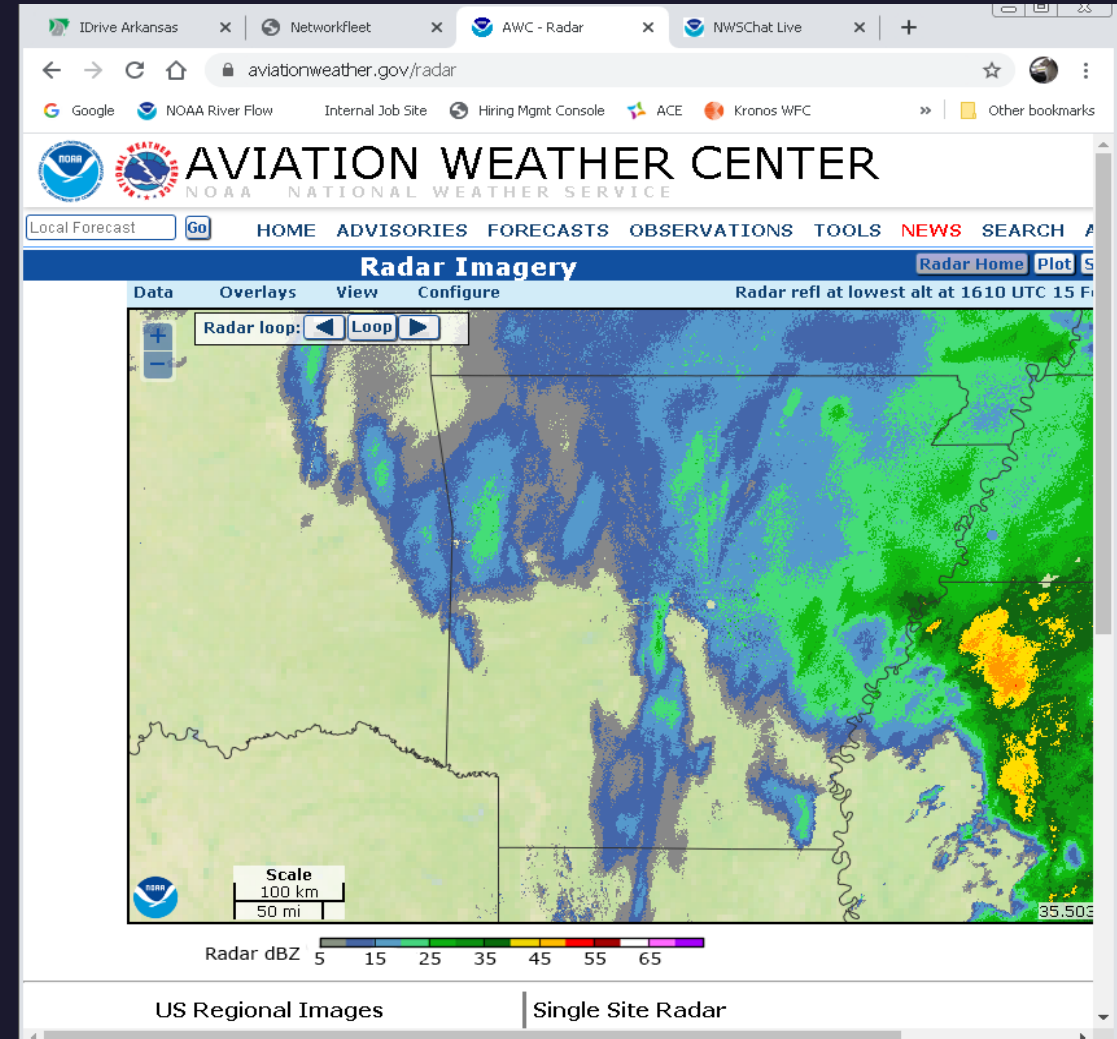 IDrive Arkansas
Networkfleet
AWC - Radar
NWSChat Live
aviationweather.gov/radar
Google
NOAA River Flow
Internal Job Site
Hiring Mgmt Console
ACE
Kronos WFC
»
Other bookmarks
NOAA
AVIATION WEATHER CENTER
NOAA NATIONAL WEATHER SERVICE
Local Forecast
Go
HOME ADVISORIES FORECASTS OBSERVATIONS TOOLS NEWS SEARCH A
Radar Imagery
Radar Home
Plot
S
Data Overlays View Configure
Radar refl at lowest alt at 1610 UTC 15 F
Radar loop:
Loop
+
−
Scale
100 km
50 mi
NOAA
35.503
Radar dBZ 5 15 25 35 45 55 65
US Regional Images
Single Site Radar